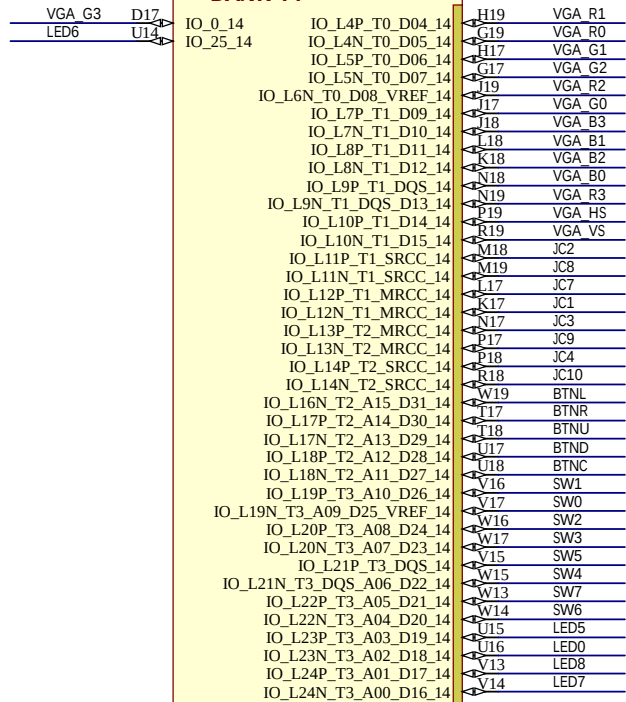 VGA_G3 D17 IO_0_14 IO_L4P_T0_D04_14 H19 VGA_R1
LED6 U14 IO_25_14 IO_L4N_T0_D05_14 G19 VGA_R0
IO_L5P_T0_D06_14 H17 VGA_G1
IO_L5N_T0_D07_14 G17 VGA_G2
IO_L6N_T0_D08_VREF_14 J19 VGA_R2
IO_L7P_T1_D09_14 J17 VGA_G0
IO_L7N_T1_D10_14 J18 VGA_B3
IO_L8P_T1_D11_14 L18 VGA_B1
IO_L8N_T1_D12_14 K18 VGA_B2
IO_L9P_T1_DQS_14 N18 VGA_B0
IO_L9N_T1_DQS_D13_14 N19 VGA_R3
IO_L10P_T1_D14_14 P19 VGA_HS
IO_L10N_T1_D15_14 R19 VGA_VS
IO_L11P_T1_SRCC_14 M18 JC2
IO_L11N_T1_SRCC_14 M19 JC8
IO_L12P_T1_MRCC_14 L17 JC7
IO_L12N_T1_MRCC_14 K17 JC1
IO_L13P_T2_MRCC_14 N17 JC3
IO_L13N_T2_MRCC_14 P17 JC9
IO_L14P_T2_SRCC_14 P18 JC4
IO_L14N_T2_SRCC_14 R18 JC10
IO_L16N_T2_A15_D31_14 W19 BTNL
IO_L17P_T2_A14_D30_14 T17 BTNR
IO_L17N_T2_A13_D29_14 T18 BTNU
IO_L18P_T2_A12_D28_14 U17 BTND
IO_L18N_T2_A11_D27_14 U18 BTNC
IO_L19P_T3_A10_D26_14 V16 SW1
IO_L19N_T3_A09_D25_VREF_14 V17 SW0
IO_L20P_T3_A08_D24_14 W16 SW2
IO_L20N_T3_A07_D23_14 W17 SW3
IO_L21P_T3_DQS_14 V15 SW5
IO_L21N_T3_DQS_A06_D22_14 W15 SW4
IO_L22P_T3_A05_D21_14 W13 SW7
IO_L22N_T3_A04_D20_14 W14 SW6
IO_L23P_T3_A03_D19_14 U15 LED5
IO_L23N_T3_A02_D18_14 U16 LED0
IO_L24P_T3_A01_D17_14 V13 LED8
IO_L24N_T3_A00_D16_14 V14 LED7